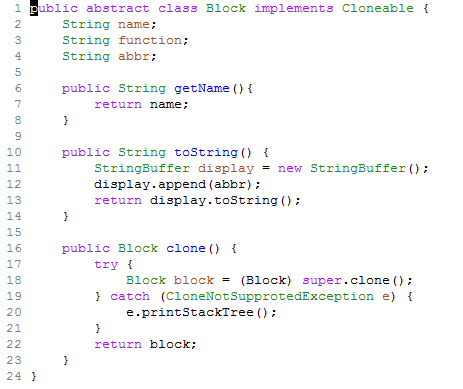 1 public abstract class Block implements Cloneable {
2     String name;
3     String function;
4     String abbr;
5
6     public String getName(){
7         return name;
8     }
9
10     public String toString() {
11         StringBuffer display = new StringBuffer();
12         display.append(abbr);
13         return display.toString();
14     }
15
16     public Block clone() {
17         try {
18             Block block = (Block) super.clone();
19         } catch (CloneNotSupprotedException e) {
20             e.printStackTree();
21         }
22         return block;
23     }
24 }